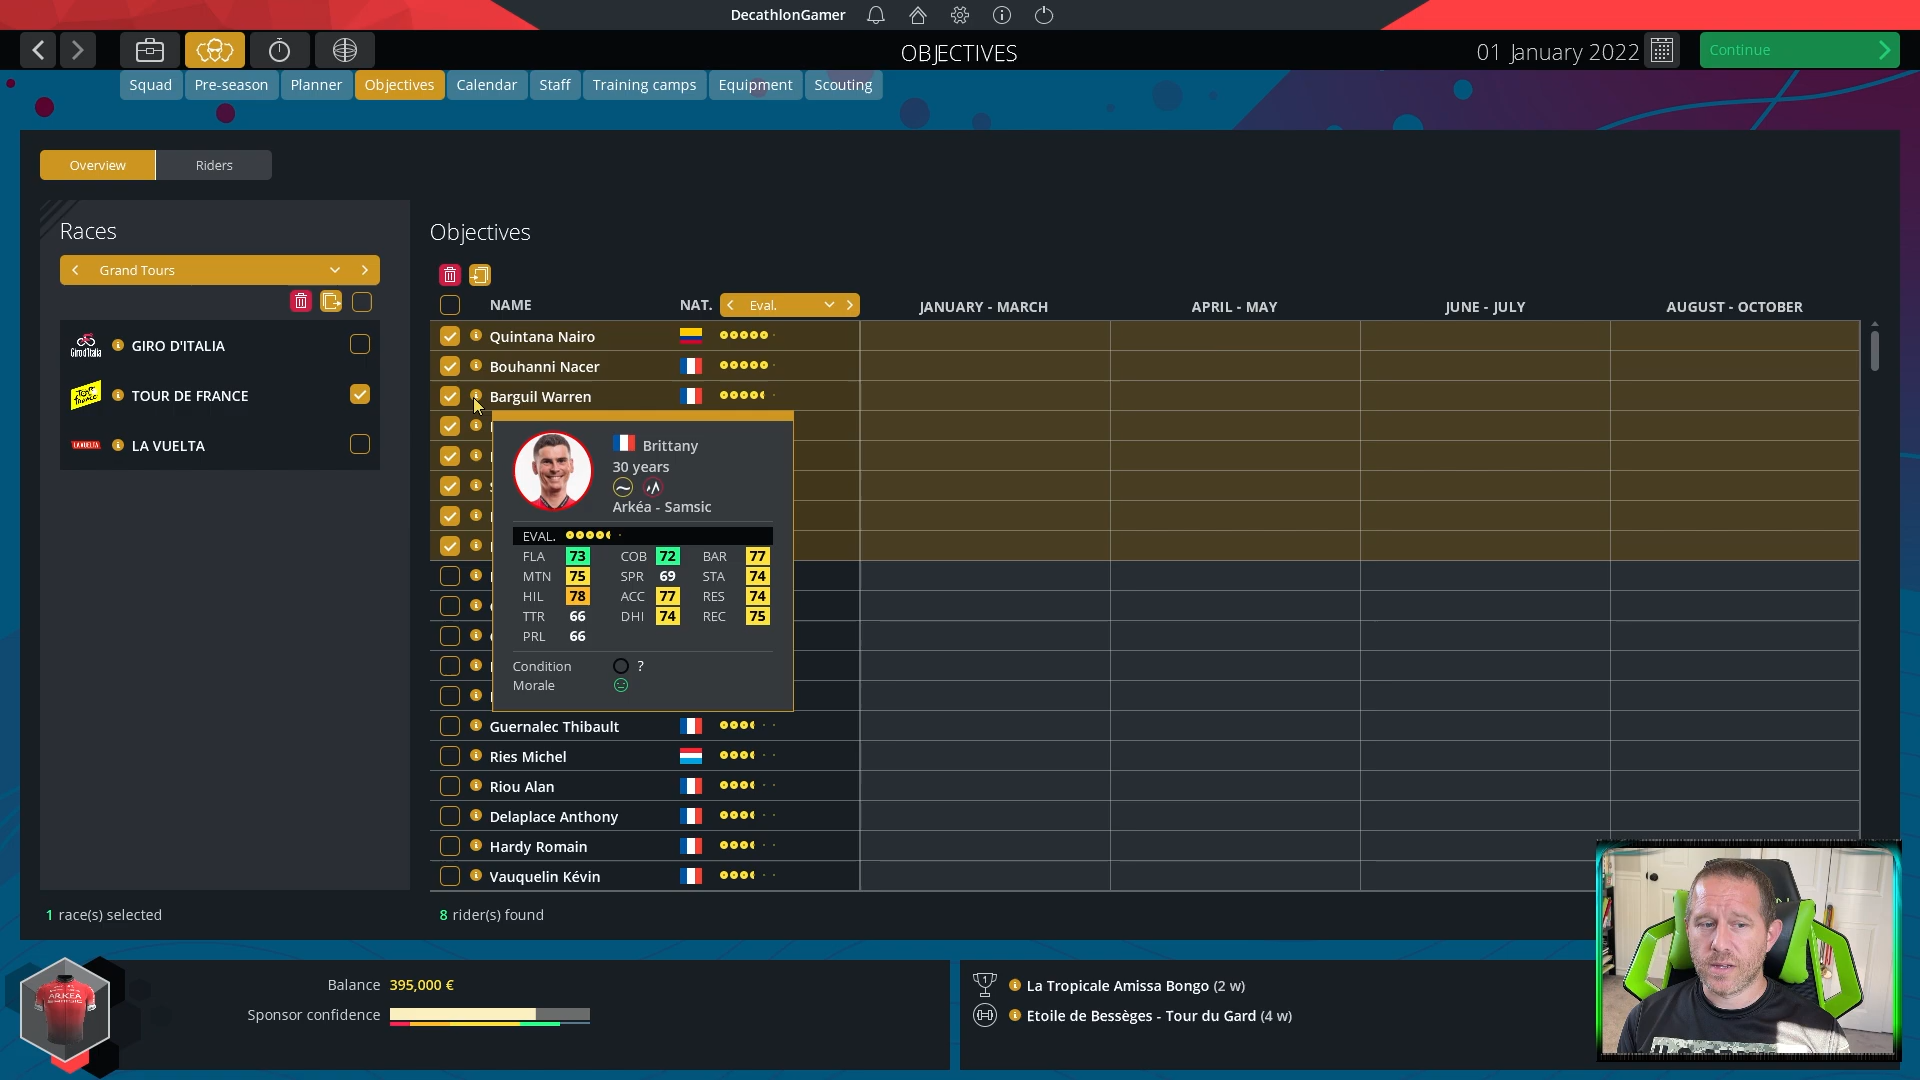 DecathlonGamer
OBJECTIVES
01 January 2022
Continue
Squad
Pre-season
Planner
Objectives
Calendar
Staff
Training camps
Equipment
Scouting
Overview
Riders
Races
Grand Tours
GIRO D'ITALIA
TOUR DE FRANCE
LA VUELTA
Objectives
NAME
NAT.
Eval.
JANUARY - MARCH
APRIL - MAY
JUNE - JULY
AUGUST - OCTOBER
Quintana Nairo
Bouhanni Nacer
Barguil Warren
Brittany
30 years
Arkéa - Samsic
EVAL.
FLA 73 COB 72 BAR 77
MTN 75 SPR 69 STA 74
HIL 78 ACC 77 RES 74
TTR 66 DHI 74 REC 75
PRL 66
Condition ?
Morale
Guernalec Thibault
Ries Michel
Riou Alan
Delaplace Anthony
Hardy Romain
Vauquelin Kévin
1 race(s) selected
8 rider(s) found
Balance 395,000 €
Sponsor confidence
La Tropicale Amissa Bongo (2 w)
Etoile de Bessèges - Tour du Gard (4 w)